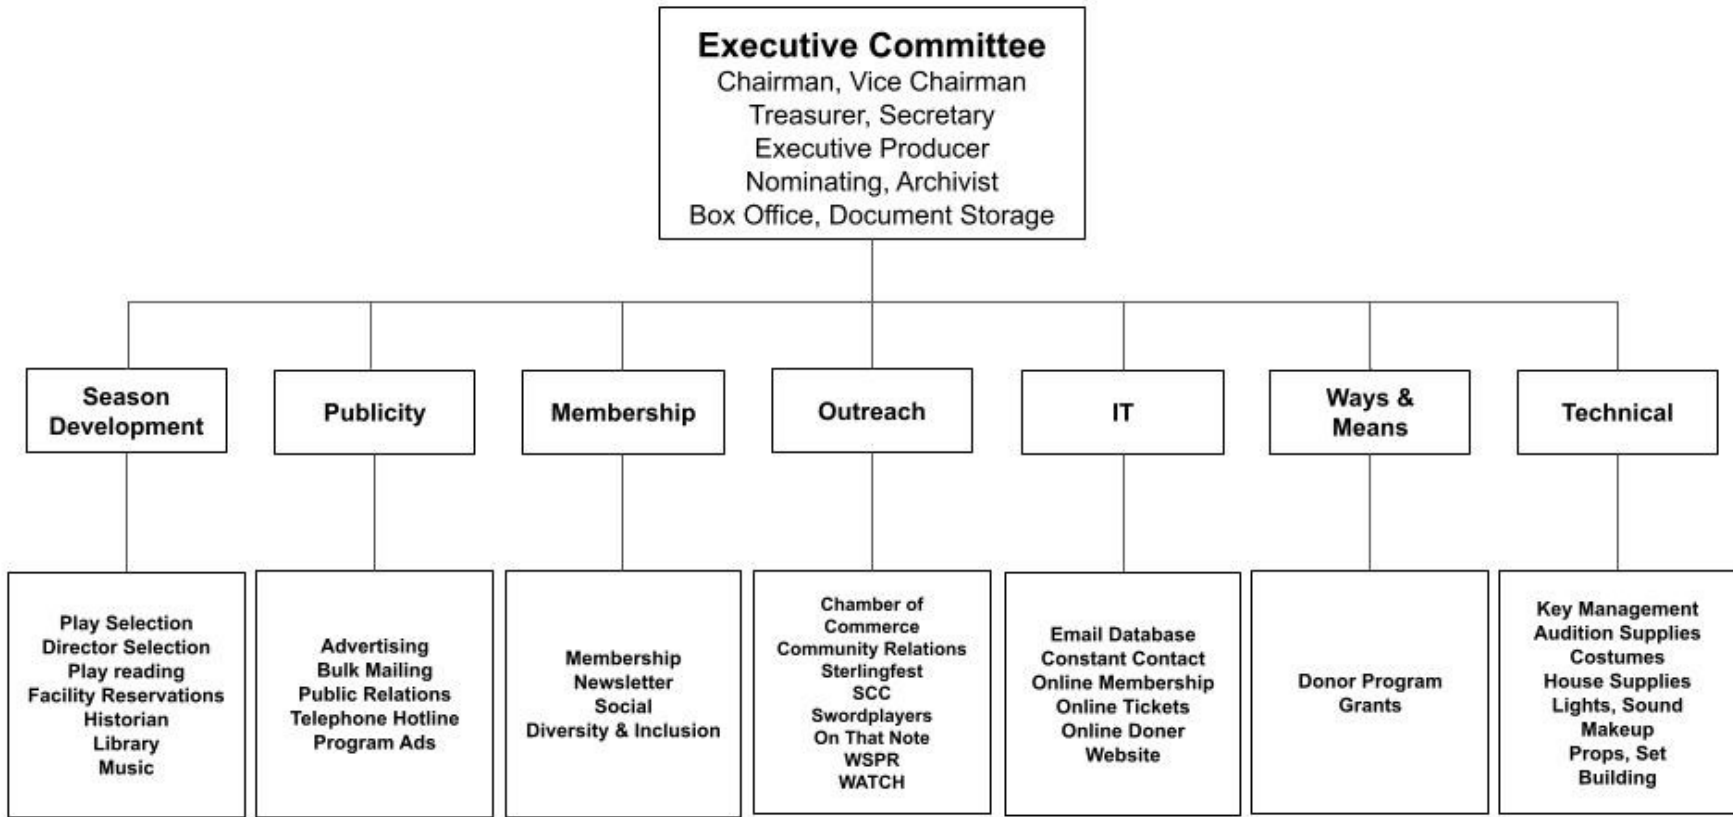 Executive Committee
Chairman, Vice Chairman
Treasurer, Secretary
Executive Producer
Nominating, Archivist
Box Office, Document Storage
Season
Development
Publicity
Membership
Outreach
IT
Ways &
Means
Technical
Play Selection
Director Selection
Play reading
Facility Reservations
Historian
Library
Music
Advertising
Bulk Mailing
Public Relations
Telephone Hotline
Program Ads
Membership
Newsletter
Social
Diversity & Inclusion
Chamber of
Commerce
Community Relations
Sterlingfest
SCC
Swordplayers
On That Note
WSPR
WATCH
Email Database
Constant Contact
Online Membership
Online Tickets
Online Doner
Website
Donor Program
Grants
Key Management
Audition Supplies
Costumes
House Supplies
Lights, Sound
Makeup
Props, Set
Building